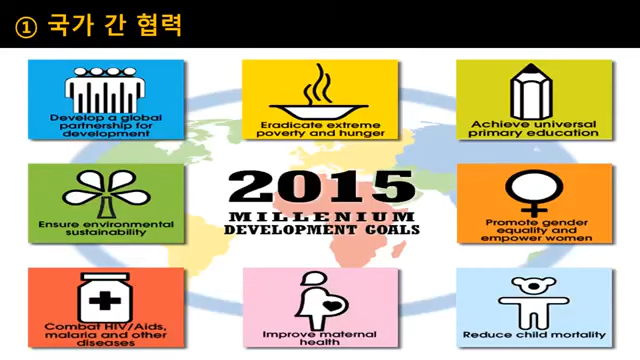 ① 국가 간 협력
Develop a global
partnership for
development
Eradicate extreme
poverty and hunger
Achieve universal
primary education
Ensure environmental
sustainability
2015
MILLENIUM
DEVELOPMENT GOALS
Promote gender
equality and
empower women
Combat HIV/Aids,
malaria and other
diseases
Improve maternal
health
Reduce child mortality